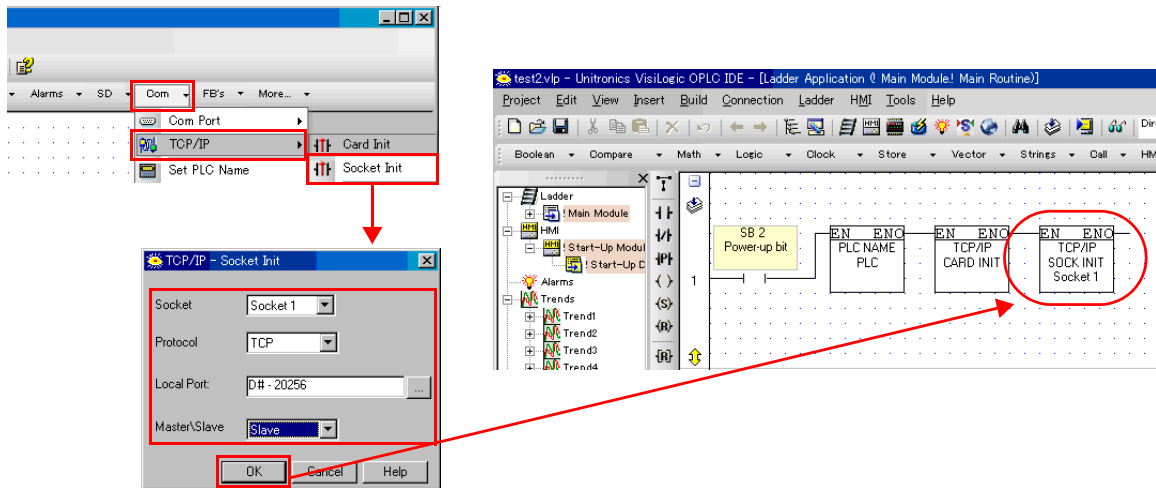 Alarms SD Com FB's More...
Com Port
TCP/IP
Set PLC Name
Card Init
Socket Init
TCP/IP - Socket Init
Socket Socket 1
Protocol TCP
Local Port: D# - 20256 ...
Master\Slave Slave
OK Cancel Help
test2.vlp - Unitronics VisiLogic OPLC IDE - [Ladder Application (! Main Module:! Main Routine)]
Project Edit View Insert Build Connection Ladder HMI Tools Help
Boolean Compare Math Logic Clock Store Vector Strings Call HM
Ladder
! Main Module
HMI
! Start-Up Modul
! Start-Up D
Alarms
Trends
Trend1
Trend2
Trend3
Trend4
1
SB 2
Power-up bit
EN ENO
PLC NAME
PLC
EN ENO
TCP/IP
CARD INIT
EN ENO
TCP/IP
SOCK INIT
Socket 1